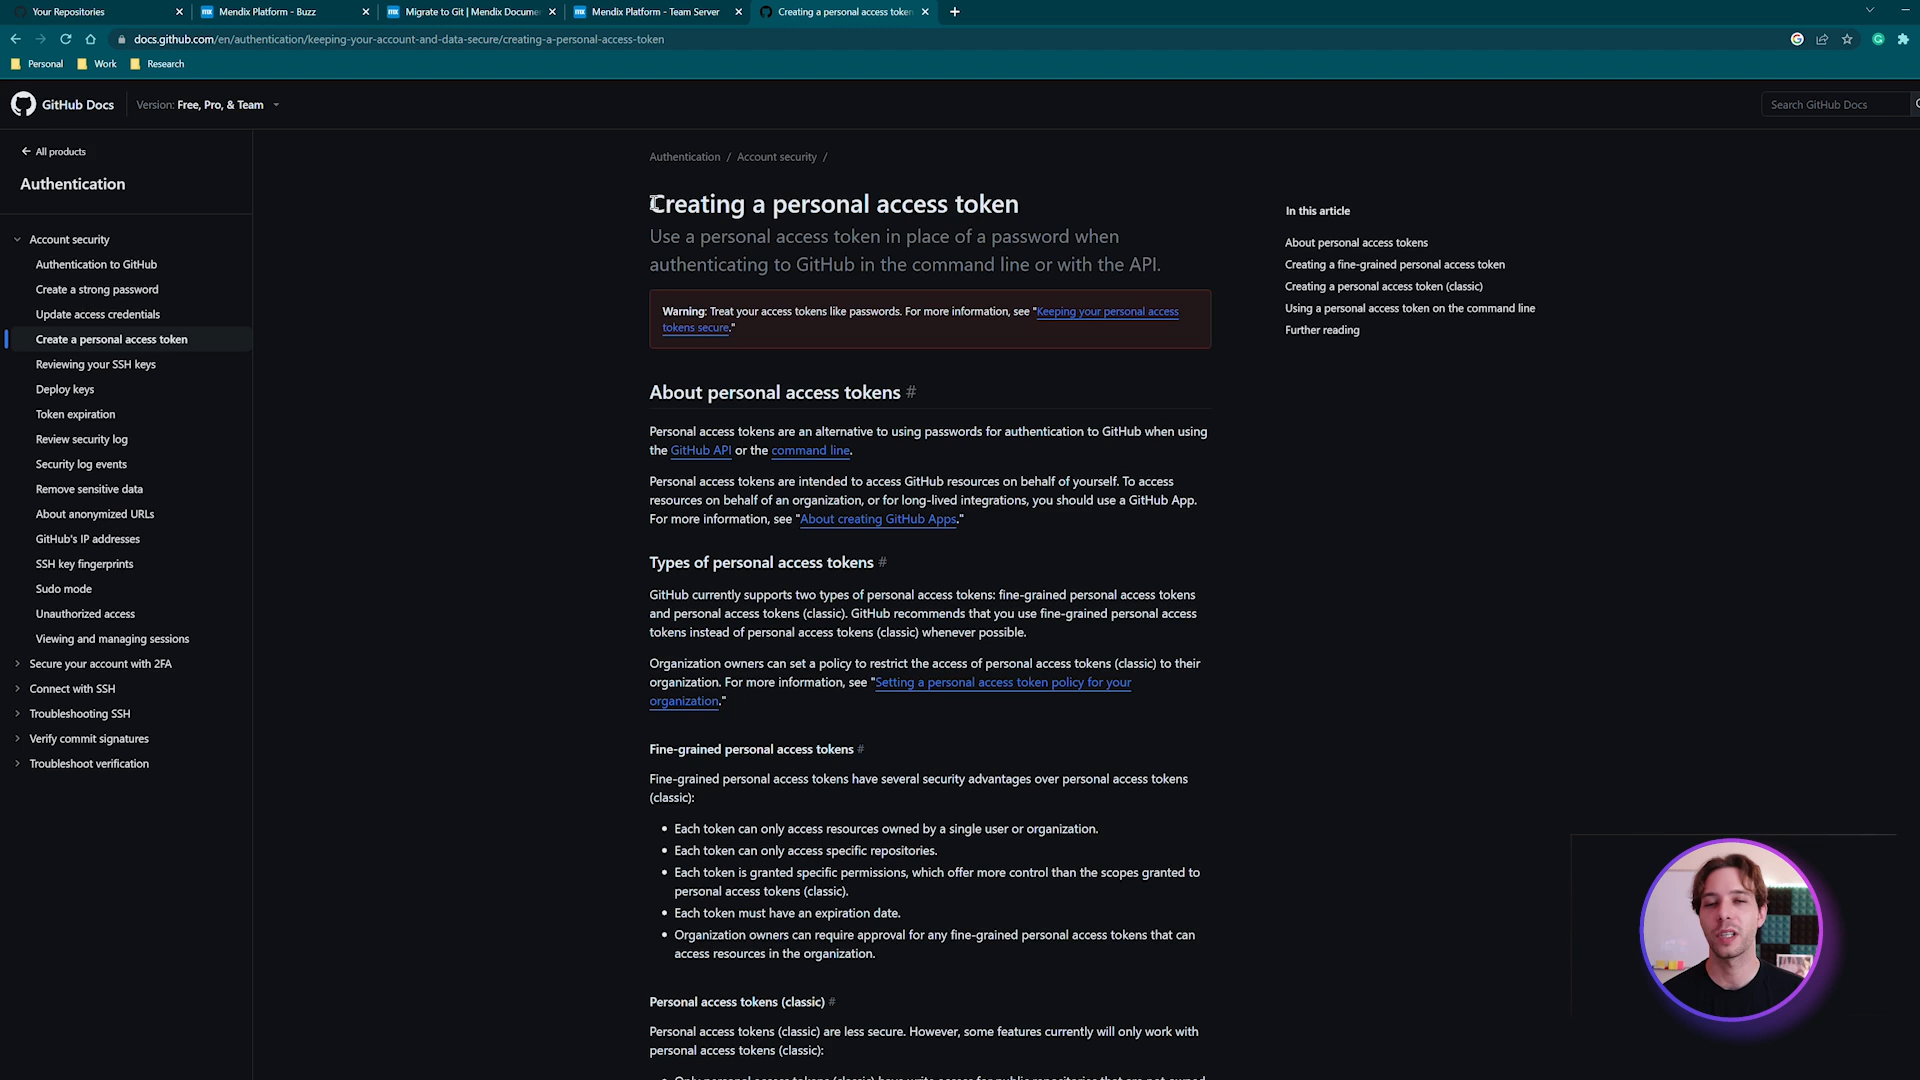 Your Repositories
Mendix Platform - Buzz
Migrate to Git | Mendix Docume
Mendix Platform - Team Server
Creating a personal access token
docs.github.com/en/authentication/keeping-your-account-and-data-secure/creating-a-personal-access-token
Personal
Work
Research
GitHub Docs
Version: Free, Pro, & Team
Search GitHub Docs
All products
Authentication
Account security
Authentication to GitHub
Create a strong password
Update access credentials
Create a personal access token
Reviewing your SSH keys
Deploy keys
Token expiration
Review security log
Security log events
Remove sensitive data
About anonymized URLs
GitHub's IP addresses
SSH key fingerprints
Sudo mode
Unauthorized access
Viewing and managing sessions
Secure your account with 2FA
Connect with SSH
Troubleshooting SSH
Verify commit signatures
Troubleshoot verification
Authentication / Account security /
Creating a personal access token
Use a personal access token in place of a password when
authenticating to GitHub in the command line or with the API.
Warning: Treat your access tokens like passwords. For more information, see "Keeping your personal access
tokens secure."
About personal access tokens #
Personal access tokens are an alternative to using passwords for authentication to GitHub when using
the GitHub API or the command line.
Personal access tokens are intended to access GitHub resources on behalf of yourself. To access
resources on behalf of an organization, or for long-lived integrations, you should use a GitHub App.
For more information, see "About creating GitHub Apps."
Types of personal access tokens #
GitHub currently supports two types of personal access tokens: fine-grained personal access tokens
and personal access tokens (classic). GitHub recommends that you use fine-grained personal access
tokens instead of personal access tokens (classic) whenever possible.
Organization owners can set a policy to restrict the access of personal access tokens (classic) to their
organization. For more information, see "Setting a personal access token policy for your
organization."
Fine-grained personal access tokens #
Fine-grained personal access tokens have several security advantages over personal access tokens
(classic):
• Each token can only access resources owned by a single user or organization.
• Each token can only access specific repositories.
• Each token is granted specific permissions, which offer more control than the scopes granted to
personal access tokens (classic).
• Each token must have an expiration date.
• Organization owners can require approval for any fine-grained personal access tokens that can
access resources in the organization.
Personal access tokens (classic) #
Personal access tokens (classic) are less secure. However, some features currently will only work with
personal access tokens (classic):
In this article
About personal access tokens
Creating a fine-grained personal access token
Creating a personal access token (classic)
Using a personal access token on the command line
Further reading